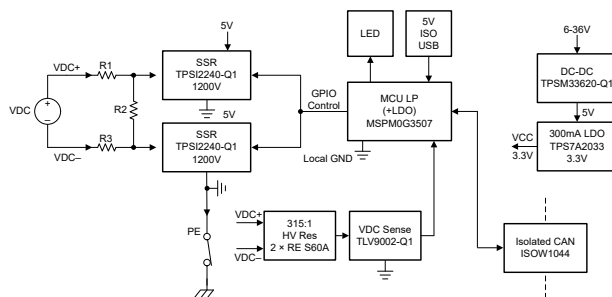 5V
SSR
TPSI2240-Q1
1200V
VDC+
R1
VDC
R2
R3
VDC–
5V
SSR
TPSI2240-Q1
1200V
GPIO
Control
Local GND
LED
5V
ISO
USB
MCU LP
(+LDO)
MSPM0G3507
6-36V
DC-DC
TPSM33620-Q1
5V
300mA LDO
TPS7A2033
3.3V
VCC
3.3V
PE
VDC+
VDC–
315:1
HV Res
2 × RE S60A
VDC Sense
TLV9002-Q1
Isolated CAN
ISOW1044